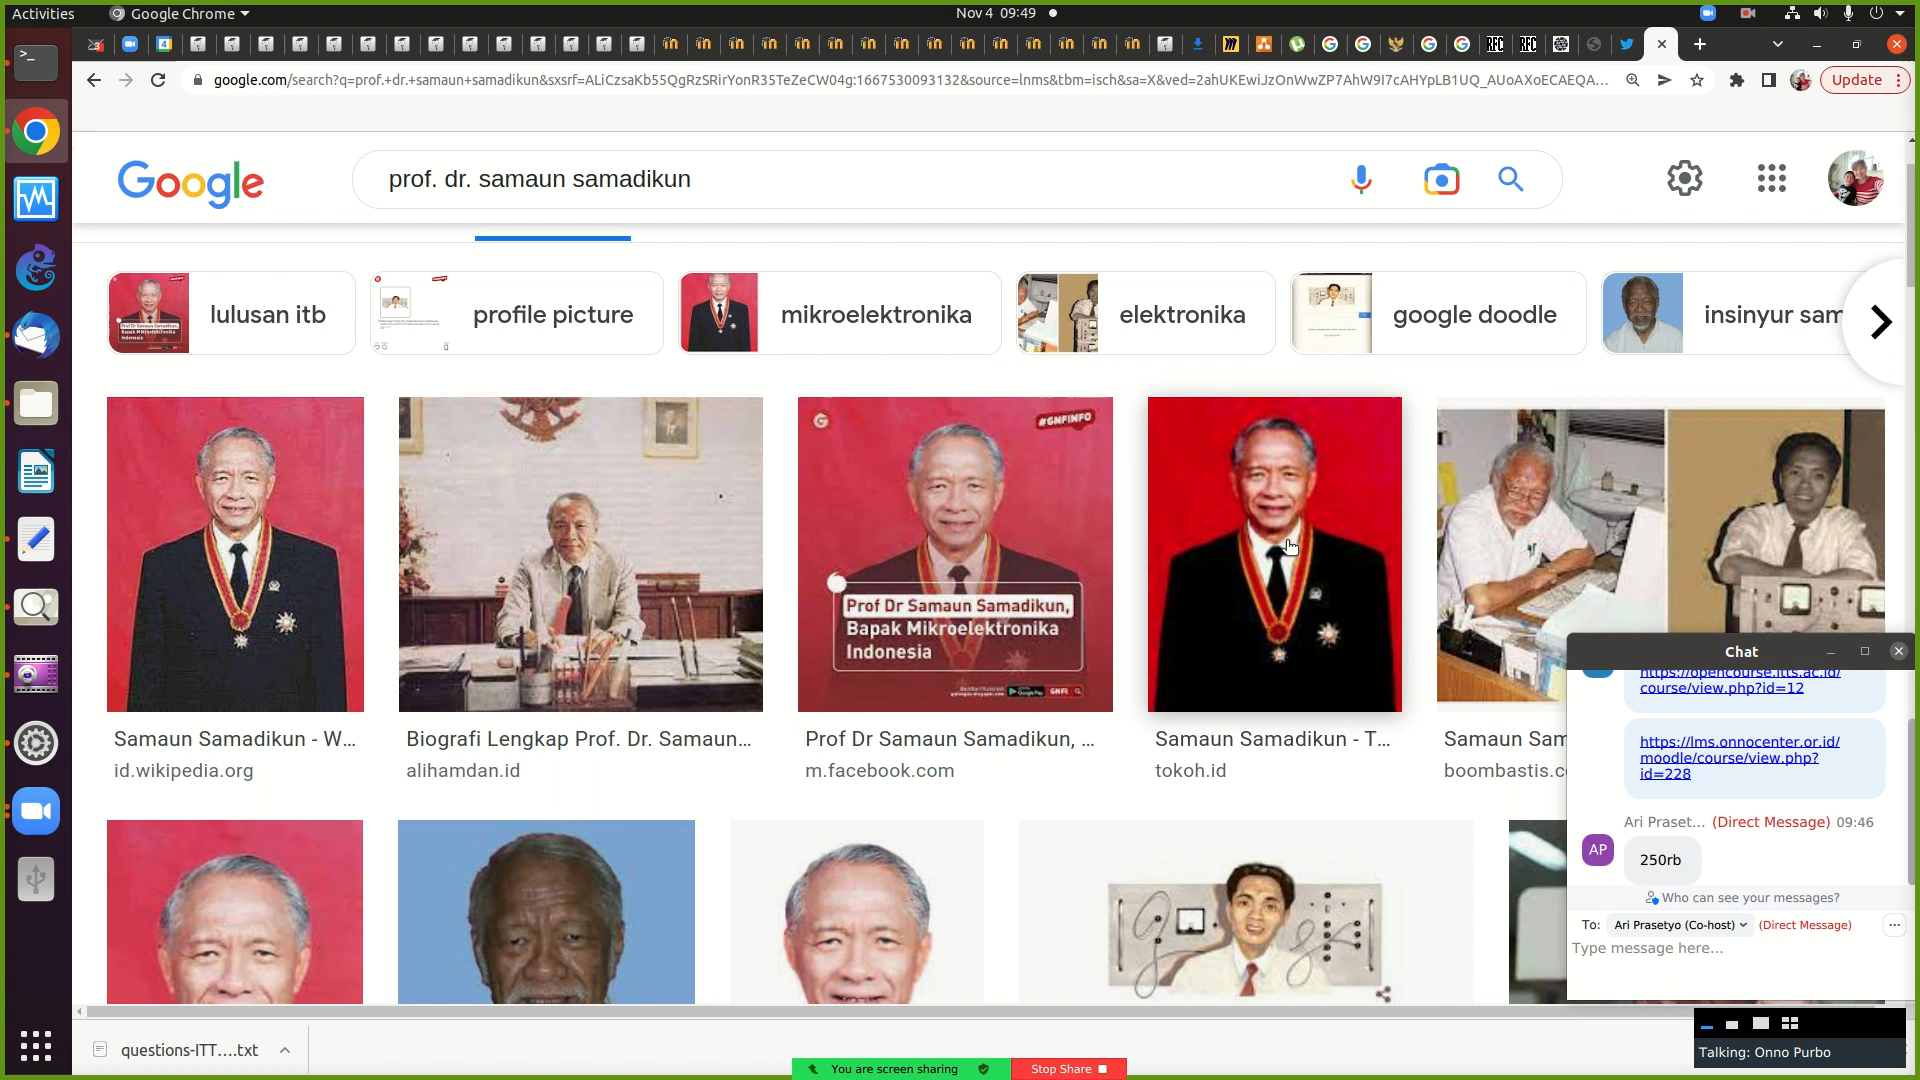 Activities
Google Chrome
Nov 4 09:49
google.com/search?q=prof.+dr.+samaun+samadikun&sxsrf=ALiCzsaKb55QgRzSRirYonR35TeZeCW04g:1667530093132&source=lnms&tbm=isch&sa=X&ved=2ahUKEwiJzOnWwZP7AhW9I7cAHYpLB1UQ_AUoAXoECAEQA...
Update
Google
prof. dr. samaun samadikun
lulusan itb
profile picture
mikroelektronika
elektronika
google doodle
insinyur sam
#GNFINFO
Prof Dr Samaun Samadikun,
Bapak Mikroelektronika
Indonesia
Samaun Samadikun - W...
id.wikipedia.org
Biografi Lengkap Prof. Dr. Samaun...
alihamdan.id
Prof Dr Samaun Samadikun, ...
m.facebook.com
Samaun Samadikun - T...
tokoh.id
Samaun Sam
boombastis.c
Chat
https://opencourse.itts.ac.id/
course/view.php?id=12
https://lms.onnocenter.or.id/
moodle/course/view.php?
id=228
Ari Praset... (Direct Message) 09:46
AP
250rb
Who can see your messages?
To: Ari Prasetyo (Co-host) (Direct Message)
Type message here...
questions-ITT....txt
You are screen sharing
Stop Share
Talking: Onno Purbo